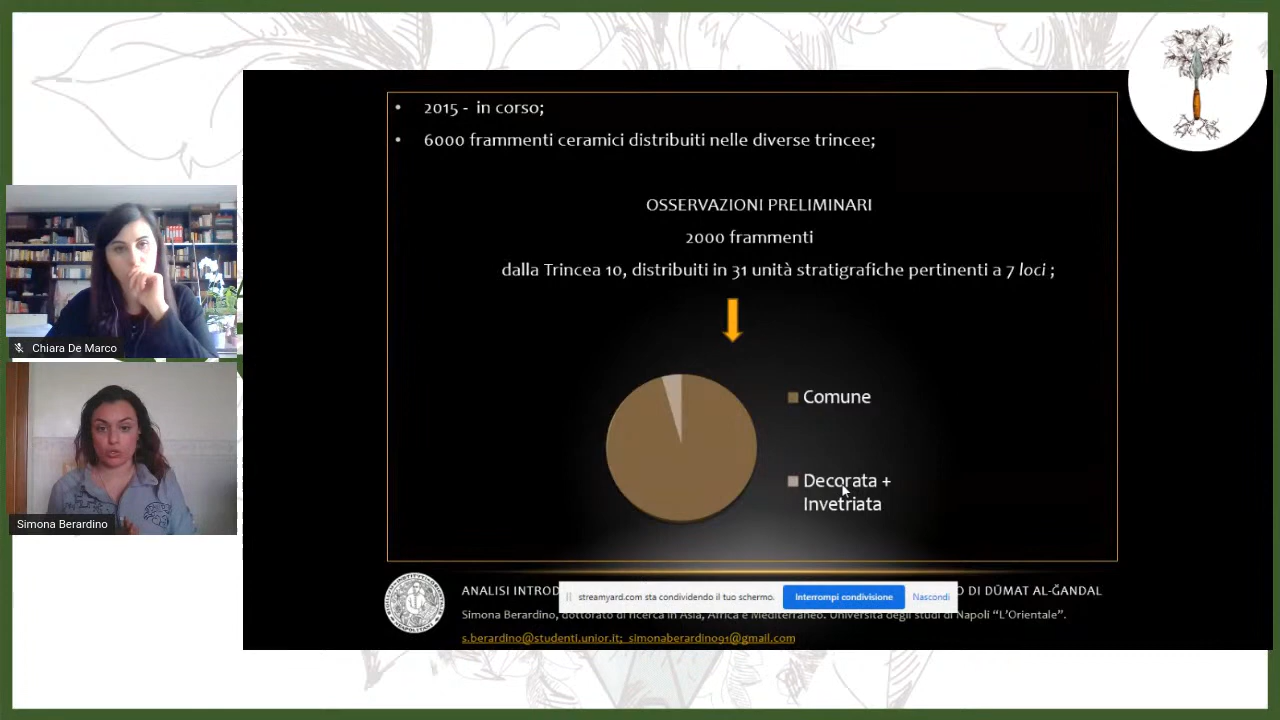 2015 - in corso;
6000 frammenti ceramici distribuiti nelle diverse trincee;
OSSERVAZIONI PRELIMINARI
2000 frammenti
dalla Trincea 10, distribuiti in 31 unità stratigrafiche pertinenti a 7 loci ;
Comune
Decorata +
Invetriata
Chiara De Marco
Simona Berardino
ANALISI INTROD
O DI DŪMAT AL-ǦANDAL
streamyard.com sta condividendo il tuo schermo.
Interrompi condivisione
Nascondi
Simona Berardino, dottorato di ricerca in Asia, Africa e Mediterraneo. Università degli studi di Napoli “L’Orientale”.
s.berardino@studenti.unior.it; simonaberardino91@gmail.com